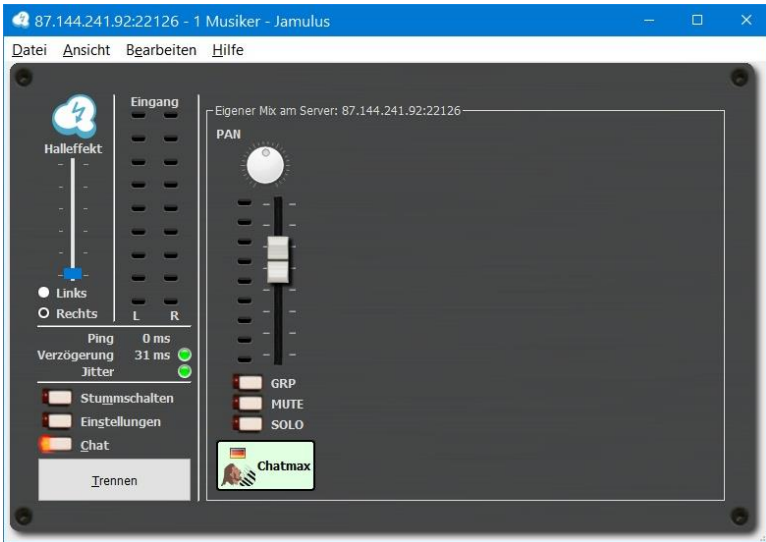 87.144.241.92:22126 - 1 Musiker - Jamulus
Datei Ansicht Bearbeiten Hilfe
Eingang
Halleffekt
Links
Rechts
L R
Ping 0 ms
Verzögerung 31 ms
Jitter
Stummschalten
Einstellungen
Chat
Trennen
Eigener Mix am Server: 87.144.241.92:22126
PAN
GRP
MUTE
SOLO
Chatmax